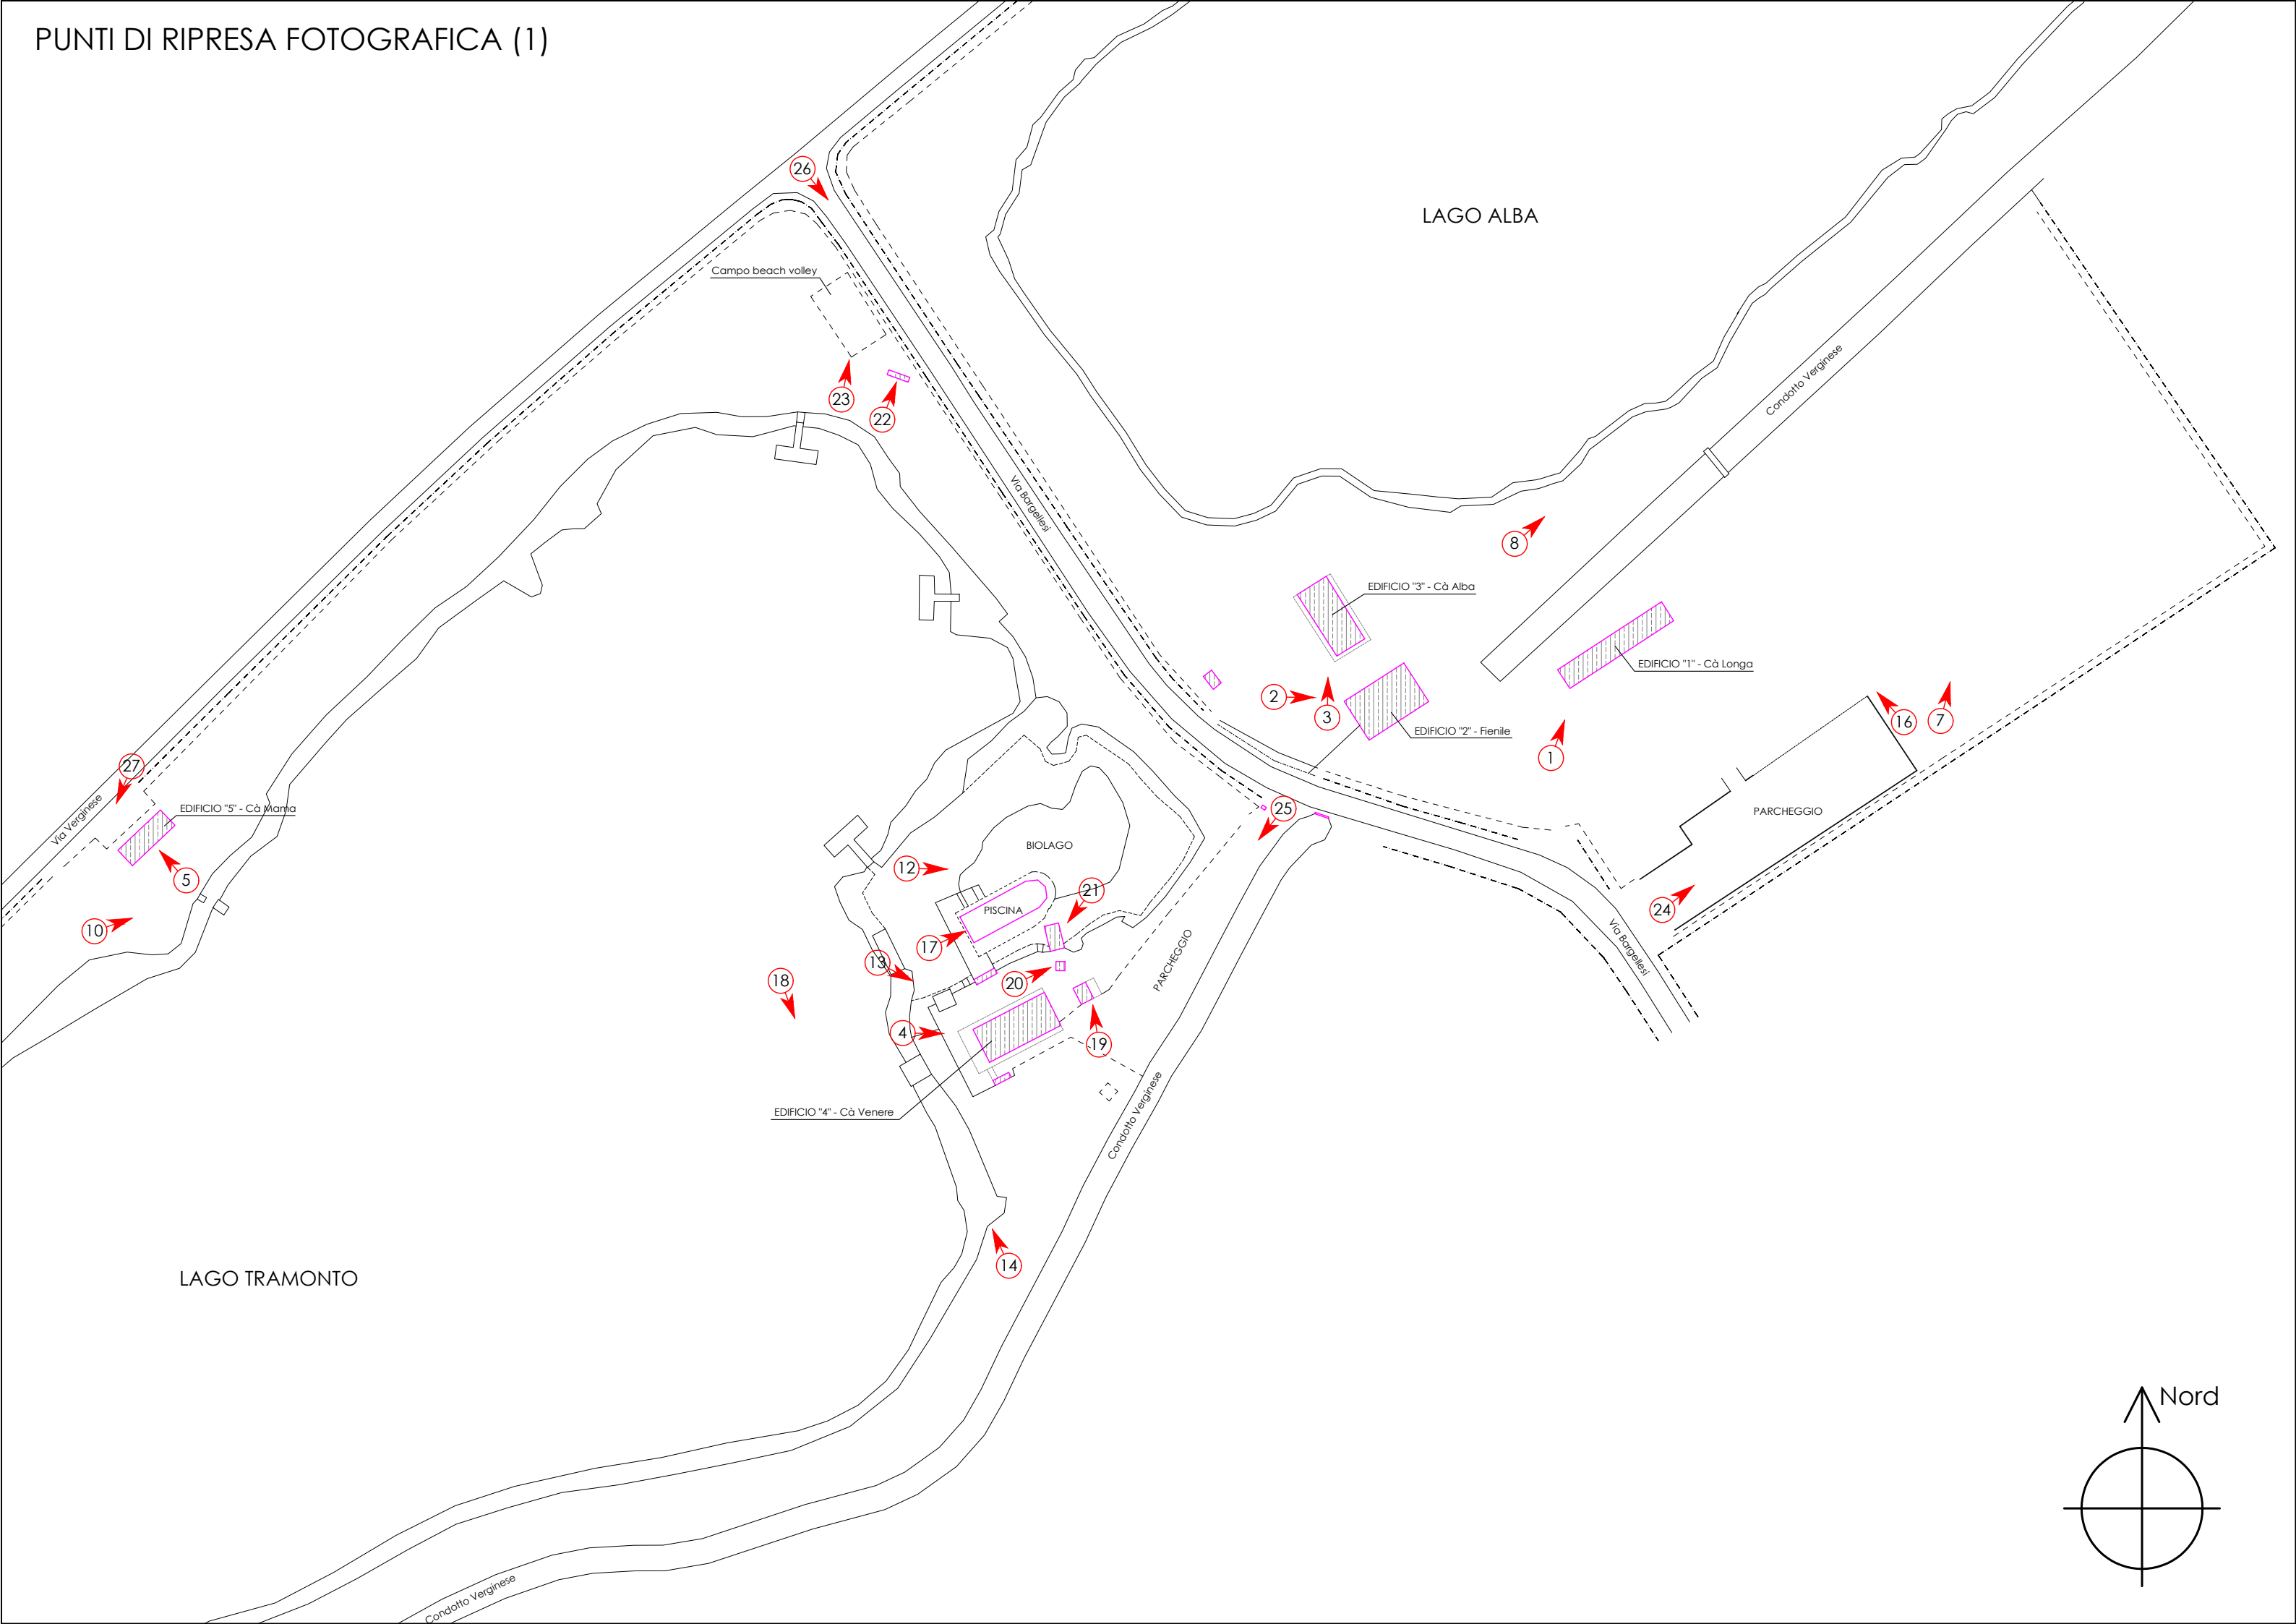 PUNTI DI RIPRESA FOTOGRAFICA (1)
26
LAGO ALBA
Campo beach volley
Condotto Verginese
23
22
Via Bargellesi
8
EDIFICIO "3" - Cà Alba
EDIFICIO "1" - Cà Longa
2
3
16
7
EDIFICIO "2" - Fienile
1
27
Via Verginese
EDIFICIO "5" - Cà Mama
25
PARCHEGGIO
BIOLAGO
12
5
21
PISCINA
24
10
17
Via Bargellesi
13
PARCHEGGIO
18
20
4
19
EDIFICIO "4" - Cà Venere
Condotto Verginese
14
LAGO TRAMONTO
Nord
Condotto Verginese